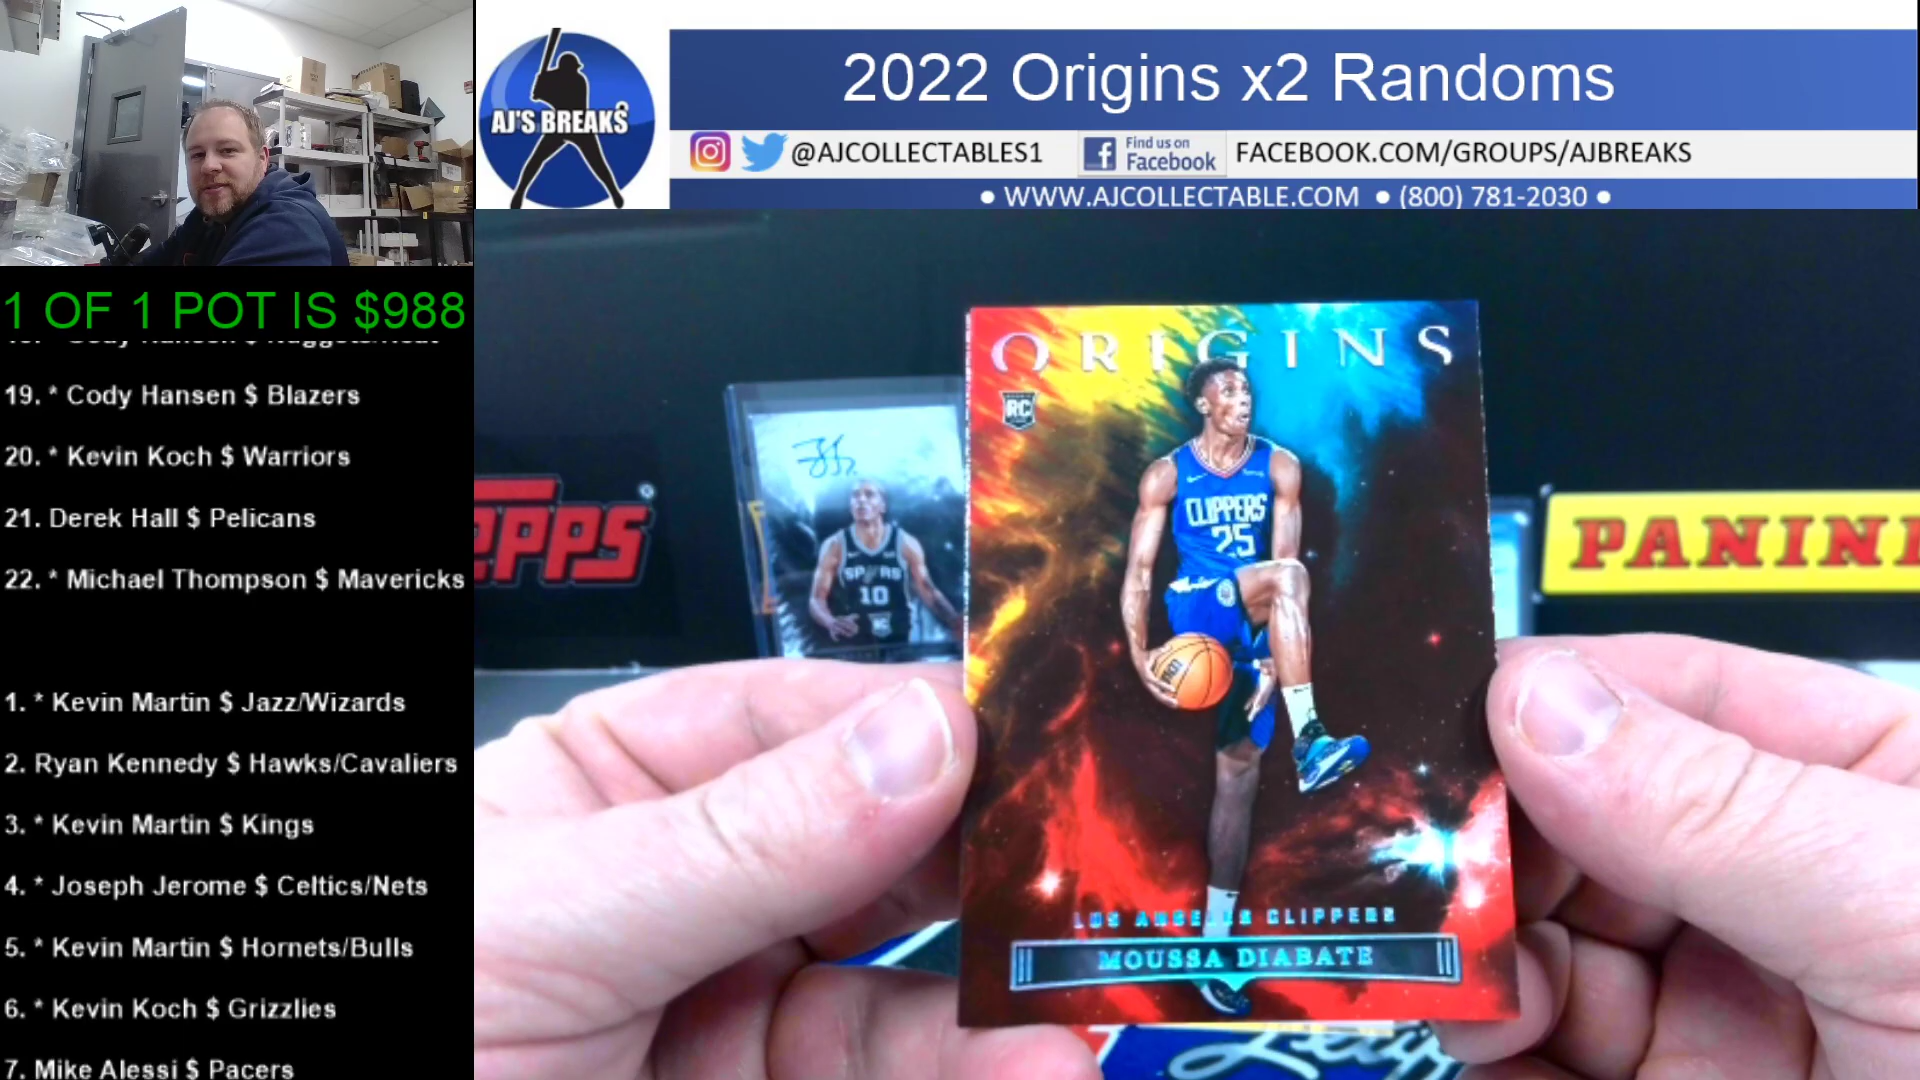 2022 Origins x2 Randoms
AJ'S BREAKS
@AJCOLLECTABLES1
Find us on
Facebook
FACEBOOK.COM/GROUPS/AJBREAKS
• WWW.AJCOLLECTABLE.COM • (800) 781-2030 •
1 OF 1 POT IS $988
19. * Cody Hansen $ Blazers
20. * Kevin Koch $ Warriors
21. Derek Hall $ Pelicans
22. * Michael Thompson $ Mavericks
1. * Kevin Martin $ Jazz/Wizards
2. Ryan Kennedy $ Hawks/Cavaliers
3. * Kevin Martin $ Kings
4. * Joseph Jerome $ Celtics/Nets
5. * Kevin Martin $ Hornets/Bulls
6. * Kevin Koch $ Grizzlies
7. Mike Alessi $ Pacers
ORIGINS
RC
CLIPPERS
25
LOS ANGELES CLIPPERS
MOUSSA DIABATE
SPURS
10
PANINI